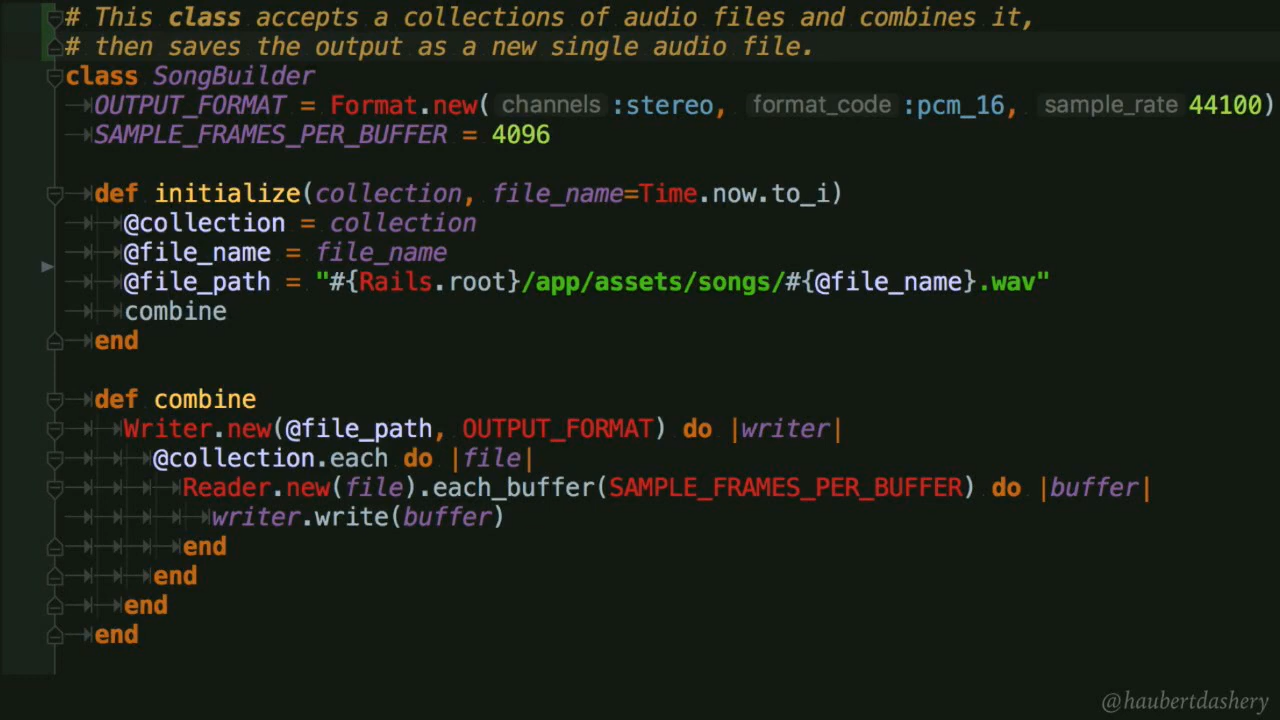 # This class accepts a collections of audio files and combines it,
# then saves the output as a new single audio file.
class SongBuilder
OUTPUT_FORMAT = Format.new( channels :stereo, format_code :pcm_16, sample_rate 44100)
SAMPLE_FRAMES_PER_BUFFER = 4096
def initialize(collection, file_name=Time.now.to_i)
@collection = collection
@file_name = file_name
@file_path = "#{Rails.root}/app/assets/songs/#{@file_name}.wav"
combine
end
def combine
Writer.new(@file_path, OUTPUT_FORMAT) do |writer|
@collection.each do |file|
Reader.new(file).each_buffer(SAMPLE_FRAMES_PER_BUFFER) do |buffer|
writer.write(buffer)
end
end
end
end
@haubertdashery